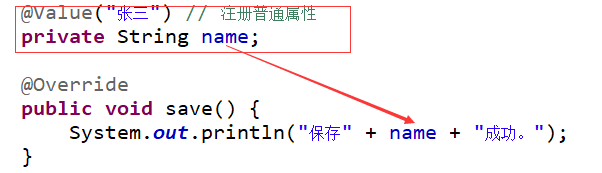 @Value("张三") // 注册普通属性
private String name;
@Override
public void save() {
System.out.println("保存" + name + "成功。");
}